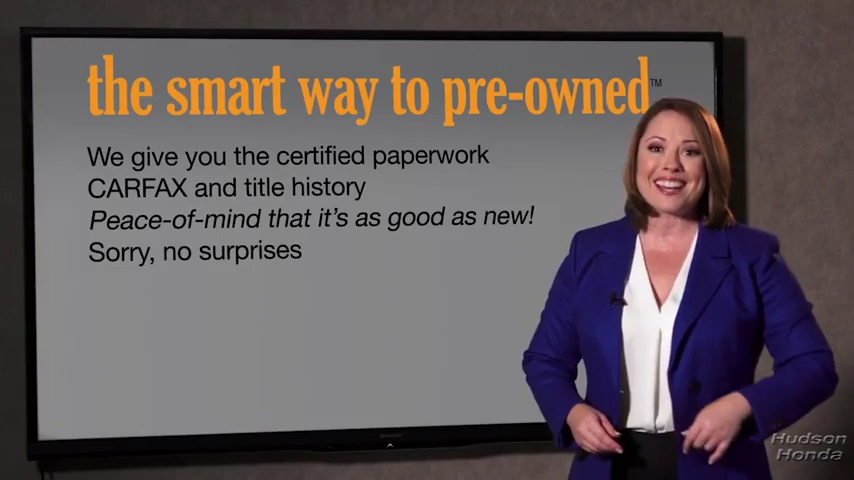 the smart way to pre-owned™
We give you the certified paperwork
CARFAX and title history
Peace-of-mind that it's as good as new!
Sorry, no surprises
Hudson
Honda